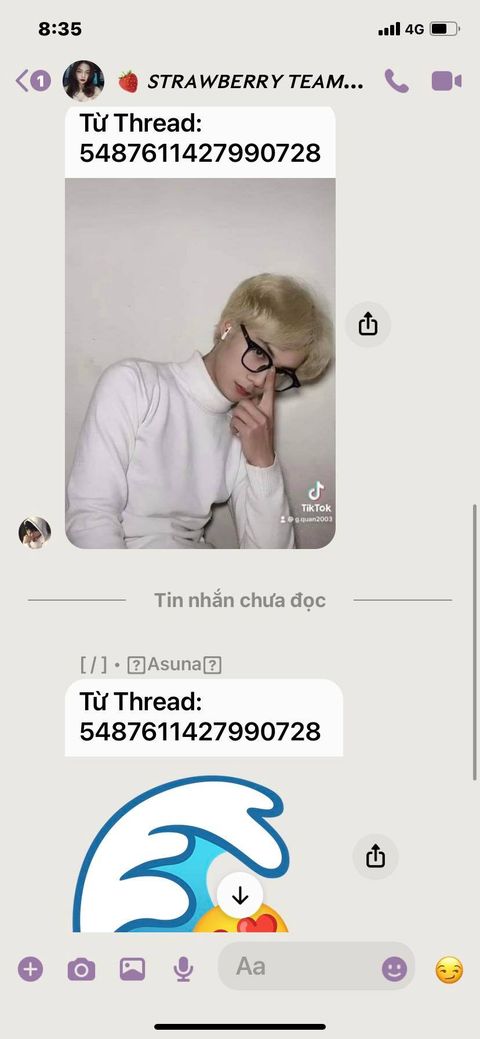 8:35
4G
1
🍓 STRAWBERRY TEAM...
Từ Thread:
5487611427990728
TikTok
@ g.quan2003
Tin nhắn chưa đọc
[ / ] • ⍰Asuna⍰
Từ Thread:
5487611427990728
Aa